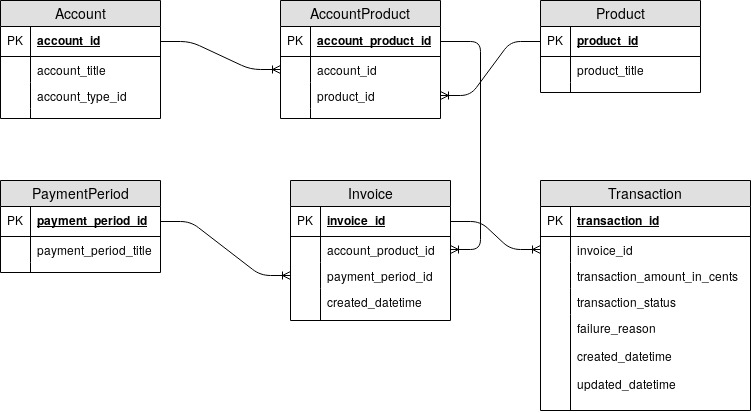 Account
PK account_id
account_title
account_type_id
AccountProduct
PK account_product_id
account_id
product_id
Product
PK product_id
product_title
PaymentPeriod
PK payment_period_id
payment_period_title
Invoice
PK invoice_id
account_product_id
payment_period_id
created_datetime
Transaction
PK transaction_id
invoice_id
transaction_amount_in_cents
transaction_status
failure_reason
created_datetime
updated_datetime